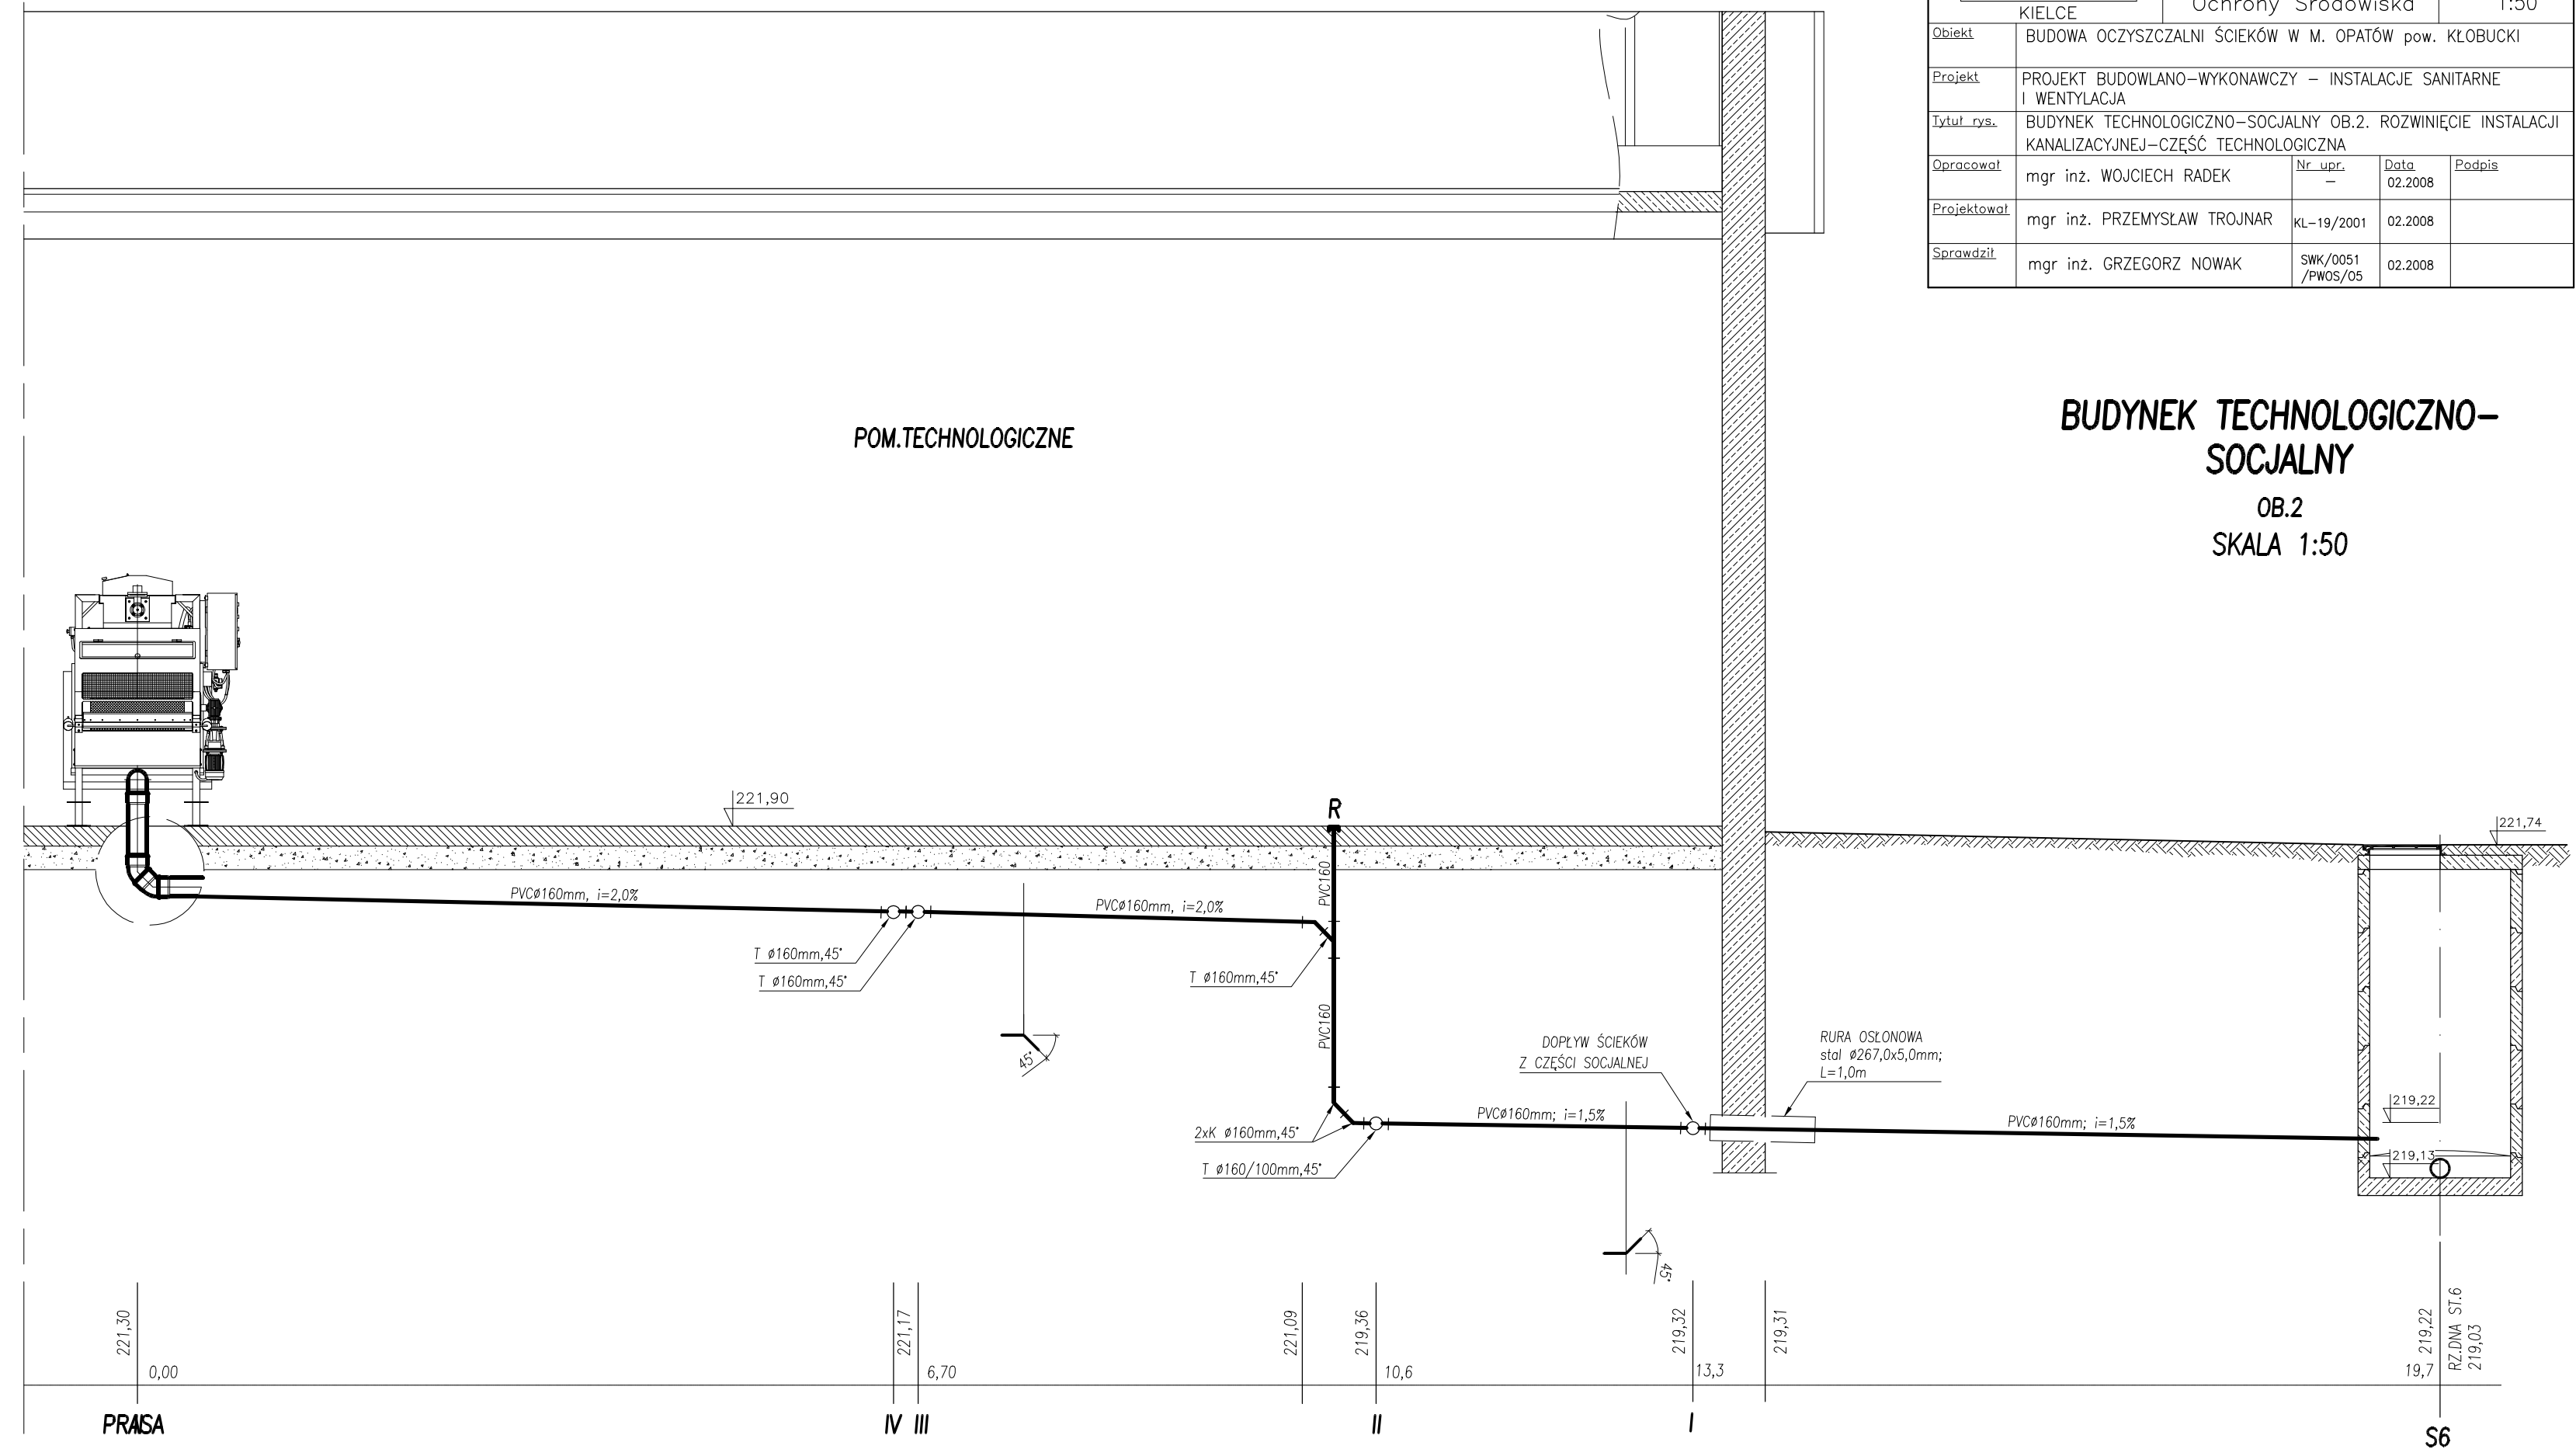 KIELCE
Ochrony Środowiska
1:50
Obiekt
BUDOWA OCZYSZCZALNI ŚCIEKÓW W M. OPATÓW pow. KŁOBUCKI
Projekt
PROJEKT BUDOWLANO-WYKONAWCZY - INSTALACJE SANITARNE
I WENTYLACJA
Tytuł rys.
BUDYNEK TECHNOLOGICZNO-SOCJALNY OB.2. ROZWINIĘCIE INSTALACJI
KANALIZACYJNEJ-CZĘŚĆ TECHNOLOGICZNA
Opracował
mgr inż. WOJCIECH RADEK
Nr upr.
-
Data
02.2008
Podpis
Projektował
mgr inż. PRZEMYSŁAW TROJNAR
KL-19/2001
02.2008
Sprawdził
mgr inż. GRZEGORZ NOWAK
SWK/0051
/PWOS/05
02.2008
BUDYNEK TECHNOLOGICZNO-
SOCJALNY
OB.2
SKALA 1:50
POM.TECHNOLOGICZNE
221,90
R
221,74
PVC160
PVCø160mm, i=2,0%
PVCø160mm, i=2,0%
T ø160mm,45°
T ø160mm,45°
T ø160mm,45°
PVC160
45°
DOPŁYW ŚCIEKÓW
Z CZĘŚCI SOCJALNEJ
RURA OSŁONOWA
stal ø267,0x5,0mm;
L=1,0m
219,22
PVCø160mm; i=1,5%
PVCø160mm; i=1,5%
2xK ø160mm,45°
T ø160/100mm,45°
219,13
45°
221,30
221,17
221,09
219,36
219,32
219,31
219,22
RZ.DNA ST.6
219,03
0,00
6,70
10,6
13,3
19,7
IV
III
II
I
S6